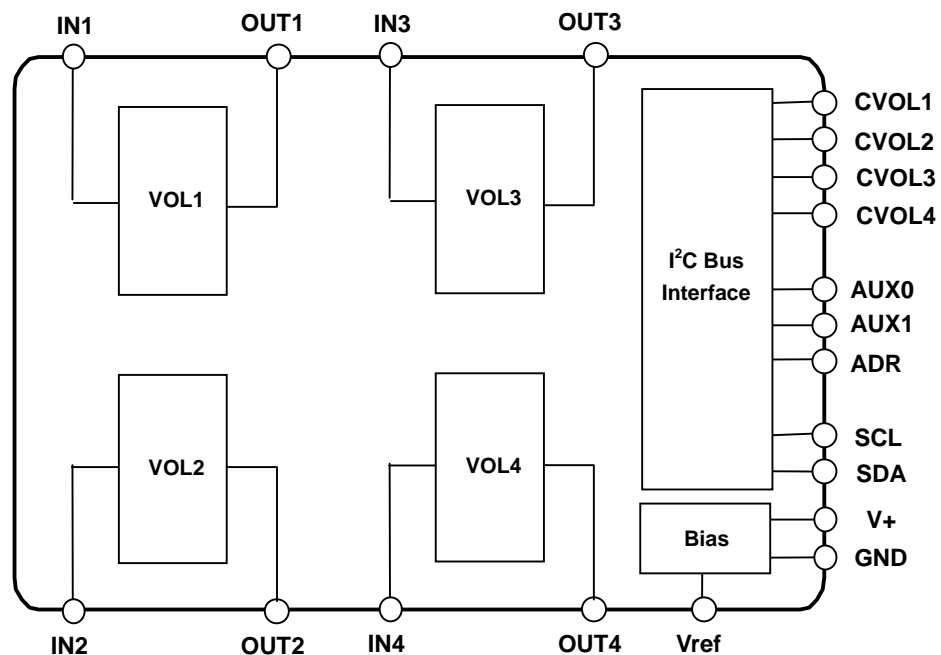 IN1
OUT1
IN3
OUT3
VOL1
VOL3
I²C Bus
Interface
CVOL1
CVOL2
CVOL3
CVOL4
AUX0
AUX1
ADR
SCL
SDA
VOL2
VOL4
Bias
V+
GND
IN2
OUT2
IN4
OUT4
Vref